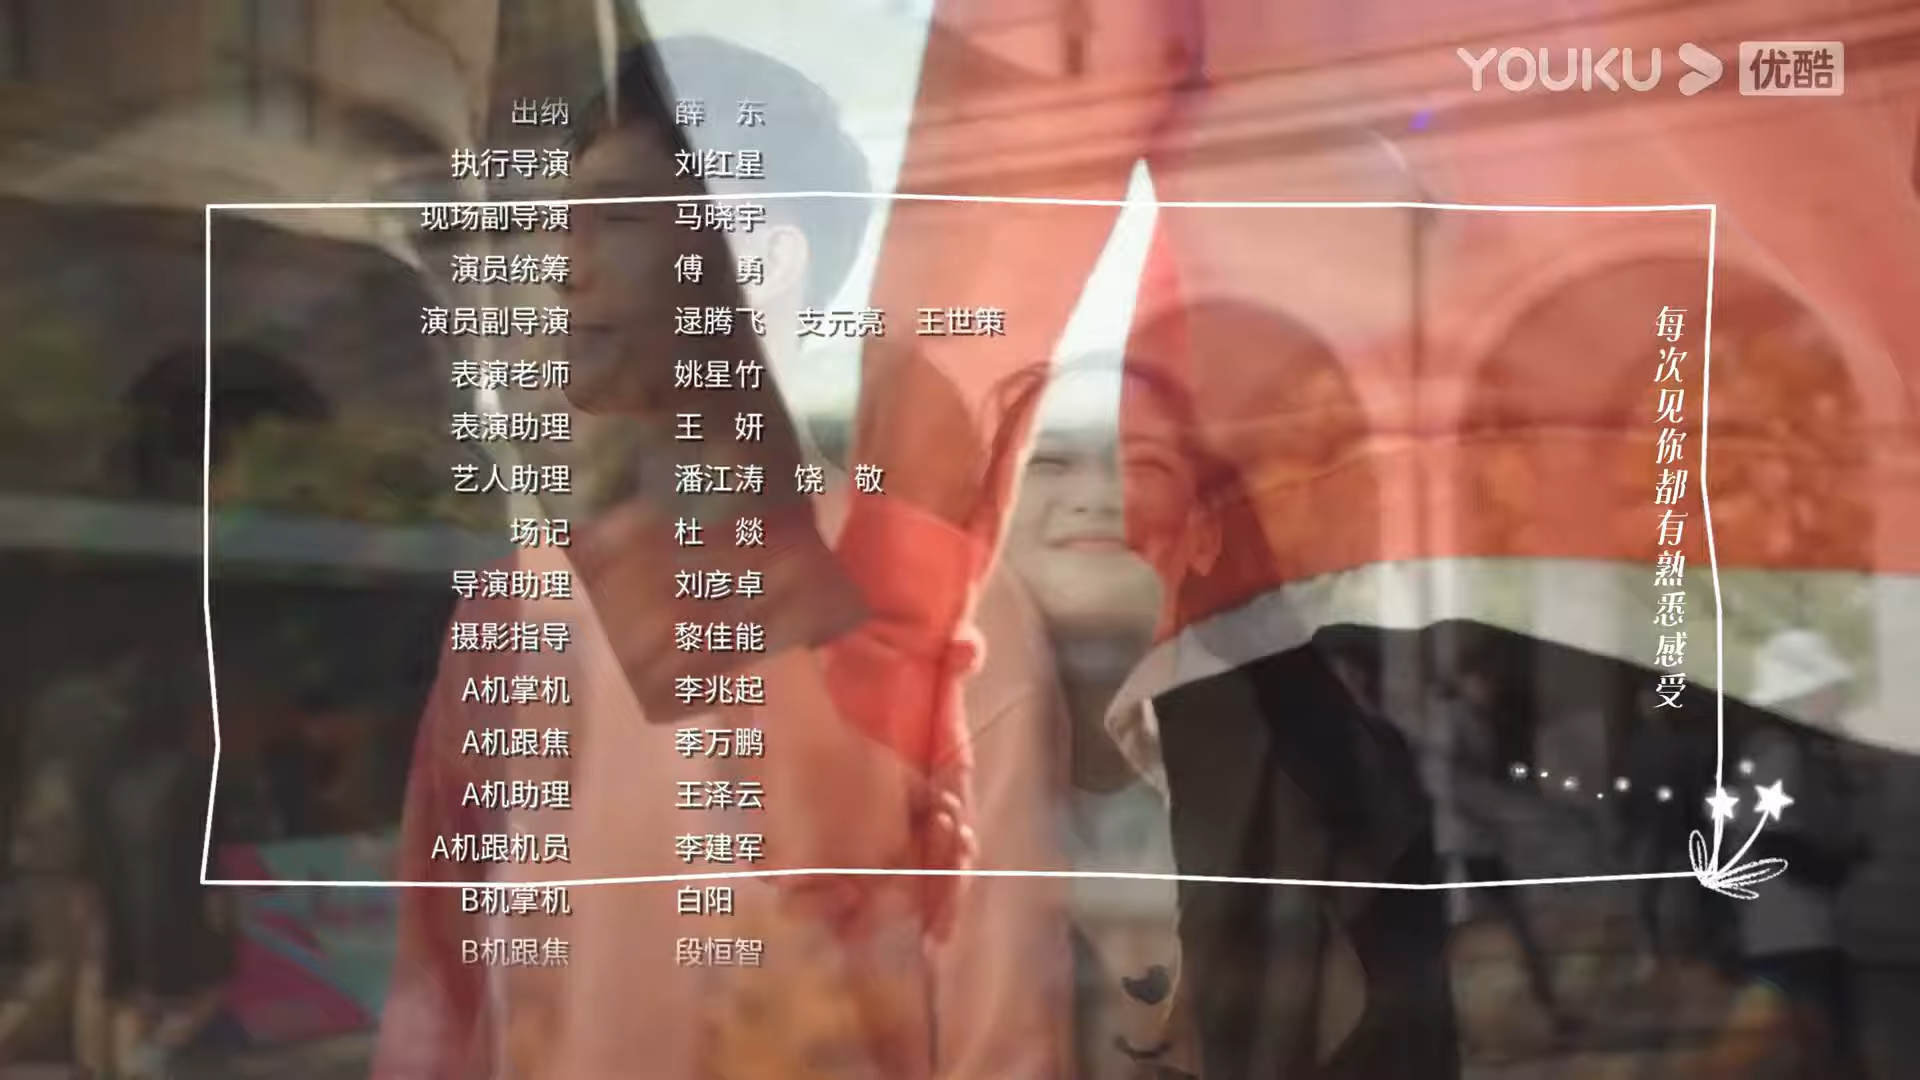 YOUKU 优酷
出纳 薛 东
执行导演 刘红星
现场副导演 马晓宇
演员统筹 傅 勇
演员副导演 逯腾飞 支元亮 王世策
表演老师 姚星竹
表演助理 王 妍
艺人助理 潘江涛 饶 敬
场记 杜 燚
导演助理 刘彦卓
摄影指导 黎佳能
A机掌机 李兆起
A机跟焦 季万鹏
A机助理 王泽云
A机跟机员 李建军
B机掌机 白阳
B机跟焦 段恒智
每次见你都有熟悉感受